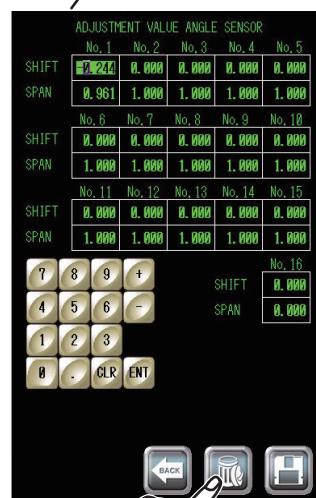 ADJUSTMENT VALUE ANGLE SENSOR
No. 1 No. 2 No. 3 No. 4 No. 5
SHIFT -0.244 0.000 0.000 0.000 0.000
SPAN 0.961 1.000 1.000 1.000 1.000
No. 6 No. 7 No. 8 No. 9 No. 10
SHIFT 0.000 0.000 0.000 0.000 0.000
SPAN 1.000 1.000 1.000 1.000 1.000
No. 11 No. 12 No. 13 No. 14 No. 15
SHIFT 0.000 0.000 0.000 0.000 0.000
SPAN 1.000 1.000 1.000 1.000 1.000
No. 16
SHIFT 0.000
SPAN 0.000
7 8 9 +
4 5 6 -
1 2 3
0 . CLR ENT
BACK